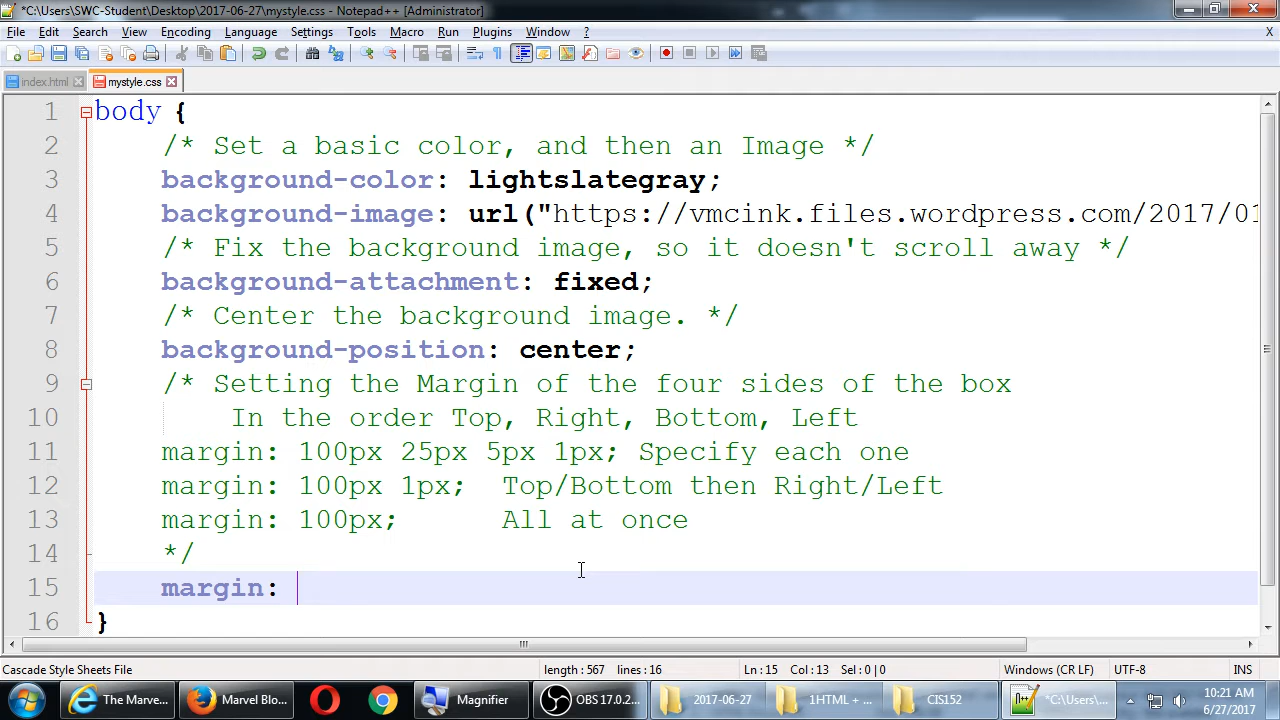 *C:\Users\SWC-Student\Desktop\2017-06-27\mystyle.css - Notepad++ [Administrator]
File Edit Search View Encoding Language Settings Tools Macro Run Plugins Window ? X
index.html mystyle.css
1 body {
2 /* Set a basic color, and then an Image */
3 background-color: lightslategray;
4 background-image: url("https://vmcink.files.wordpress.com/2017/01
5 /* Fix the background image, so it doesn't scroll away */
6 background-attachment: fixed;
7 /* Center the background image. */
8 background-position: center;
9 /* Setting the Margin of the four sides of the box
10 In the order Top, Right, Bottom, Left
11 margin: 100px 25px 5px 1px; Specify each one
12 margin: 100px 1px; Top/Bottom then Right/Left
13 margin: 100px; All at once
14 */
15 margin:
16 }
Cascade Style Sheets File length : 567 lines : 16 Ln : 15 Col : 13 Sel : 0 | 0 Windows (CR LF) UTF-8 INS
The Marve... Marvel Blo... Magnifier OBS 17.0.2... 2017-06-27 1HTML + ... CIS152 *C:\Users\... 10:21 AM
6/27/2017